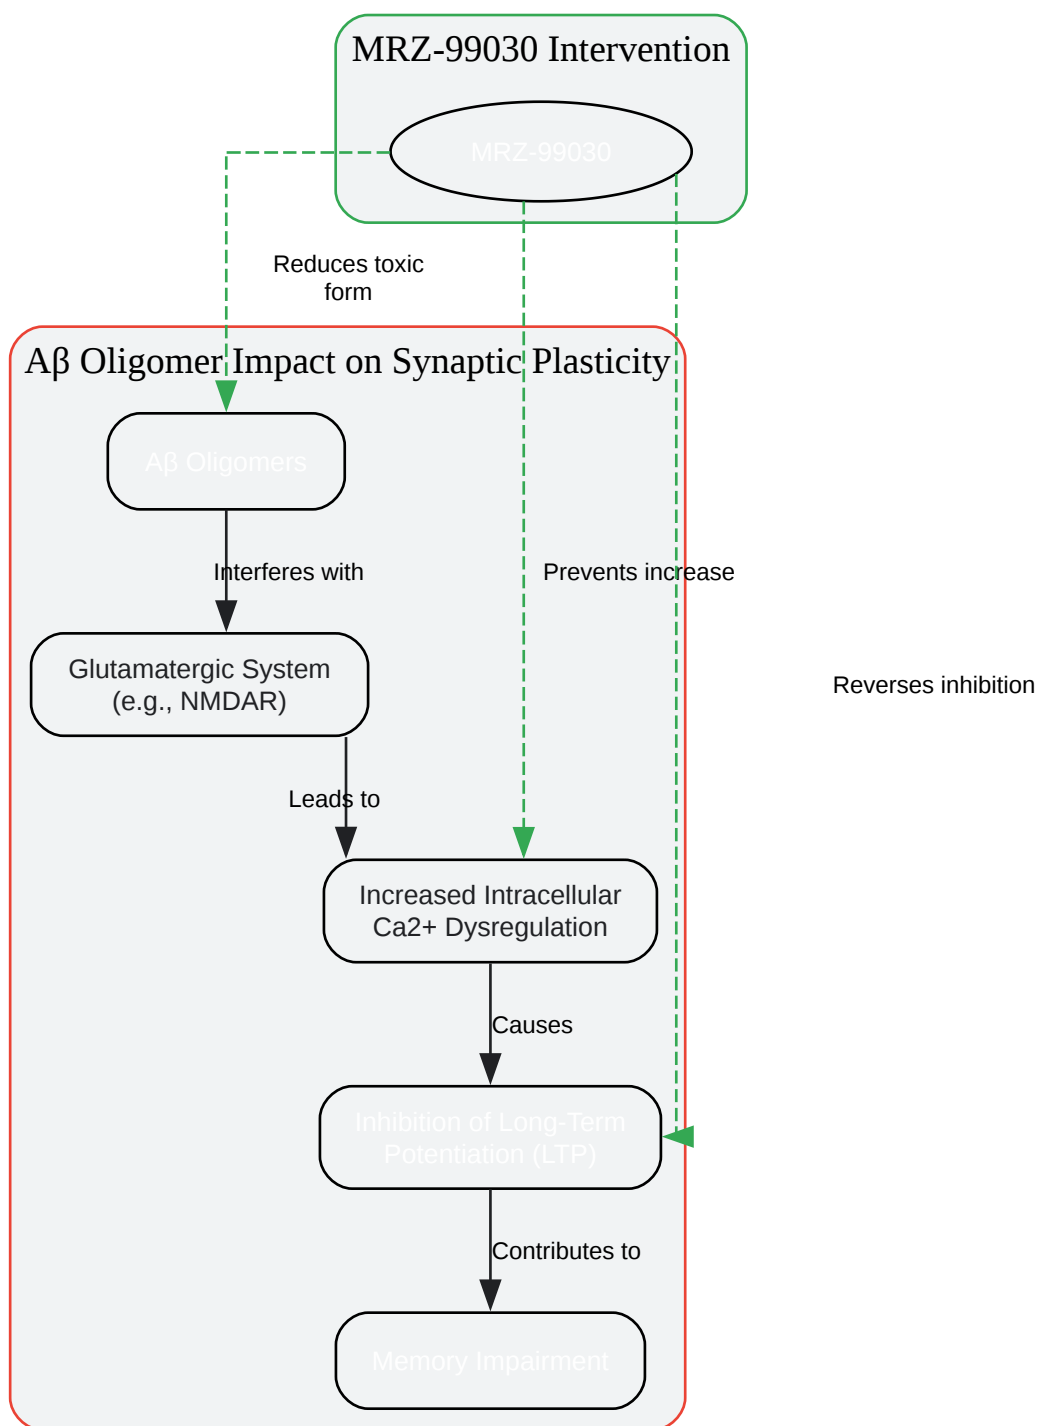 MRZ-99030 Intervention
MRZ-99030
Reduces toxic
form
Aβ Oligomer Impact on Synaptic Plasticity
Aβ Oligomers
Interferes with
Prevents increase
Glutamatergic System
(e.g., NMDAR)
Reverses inhibition
Leads to
Increased Intracellular
Ca2+ Dysregulation
Causes
Inhibition of Long-Term
Potentiation (LTP)
Contributes to
Memory Impairment